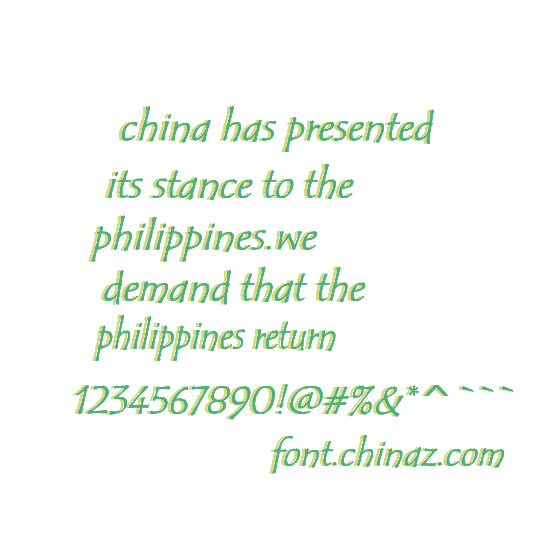 china has presented
its stance to the
philippines.we
demand that the
philippines return
1234567890!@#%&*^ ```
font.chinaz.com